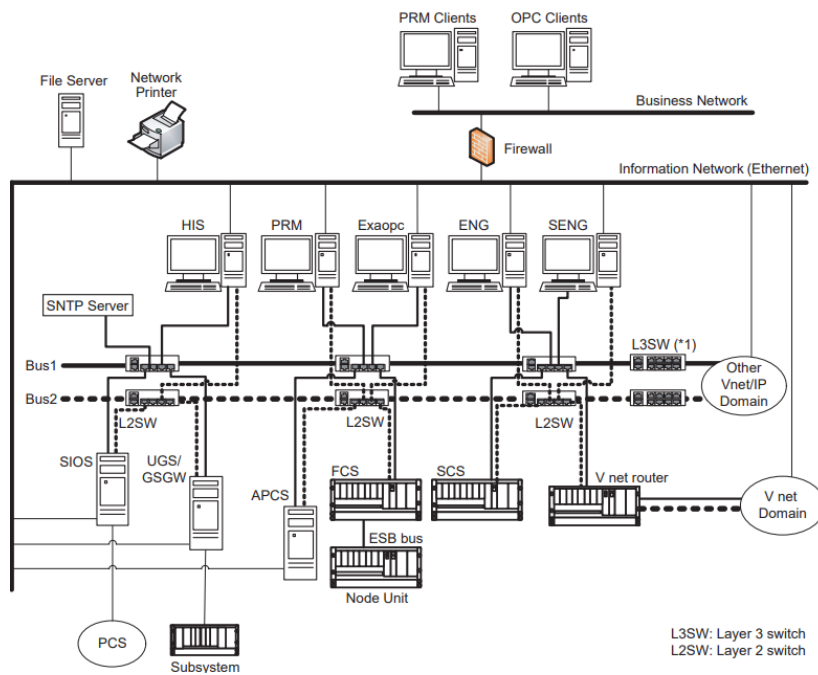 PRM Clients
OPC Clients
File Server
Network
Printer
Business Network
Firewall
Information Network (Ethernet)
HIS
PRM
Exaopc
ENG
SENG
SNTP Server
L3SW (*1)
Bus1
Other
Vnet/IP
Domain
Bus2
L2SW
L2SW
L2SW
SIOS
UGS/
GSGW
APCS
FCS
SCS
V net router
V net
Domain
ESB bus
Node Unit
PCS
Subsystem
L3SW: Layer 3 switch
L2SW: Layer 2 switch